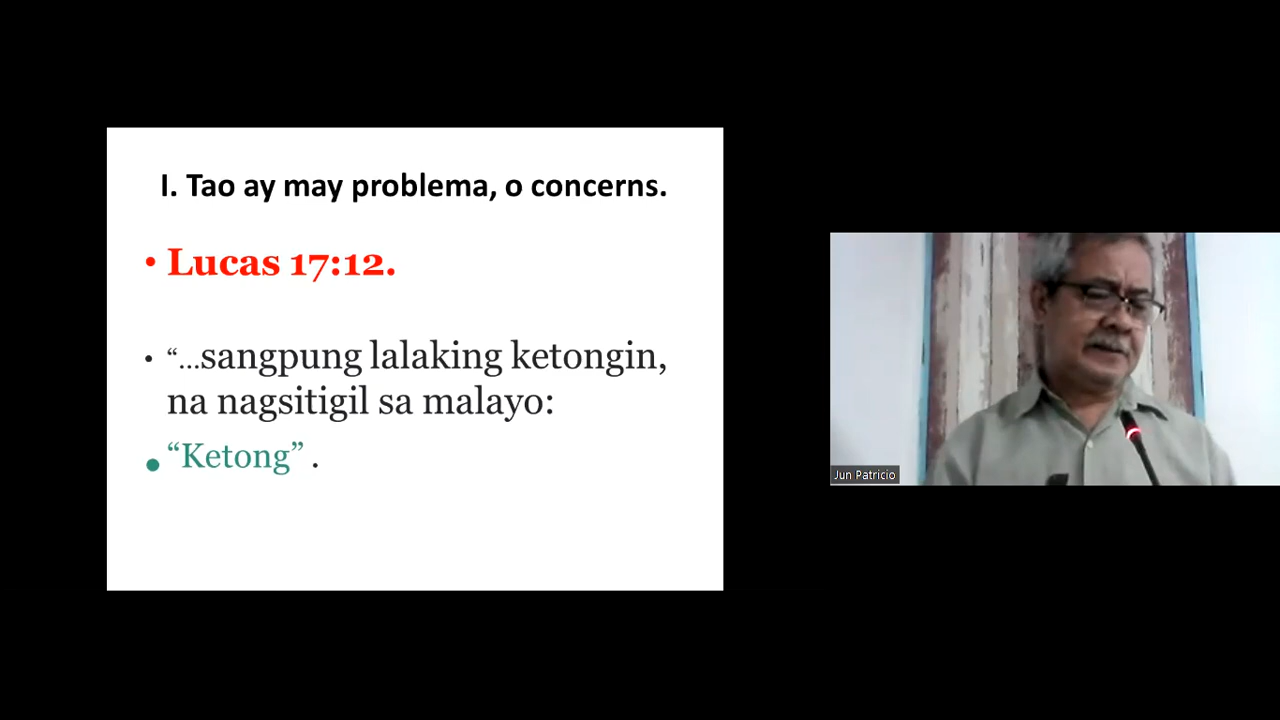 I. Tao ay may problema, o concerns.
• Lucas 17:12.
• “...sangpung lalaking ketongin,
na nagsitigil sa malayo:
• “Ketong” .
Jun Patricio